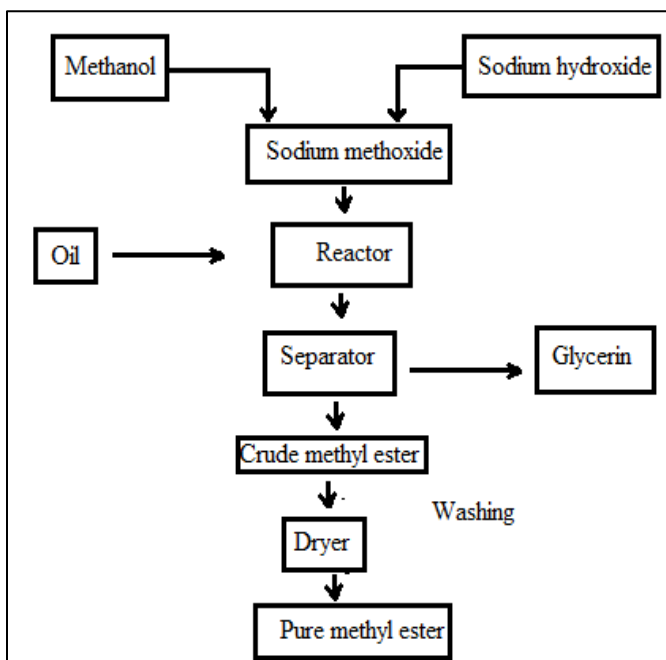 Methanol
Sodium hydroxide
Sodium methoxide
Oil
Reactor
Separator
Glycerin
Crude methyl ester
Washing
Dryer
Pure methyl ester